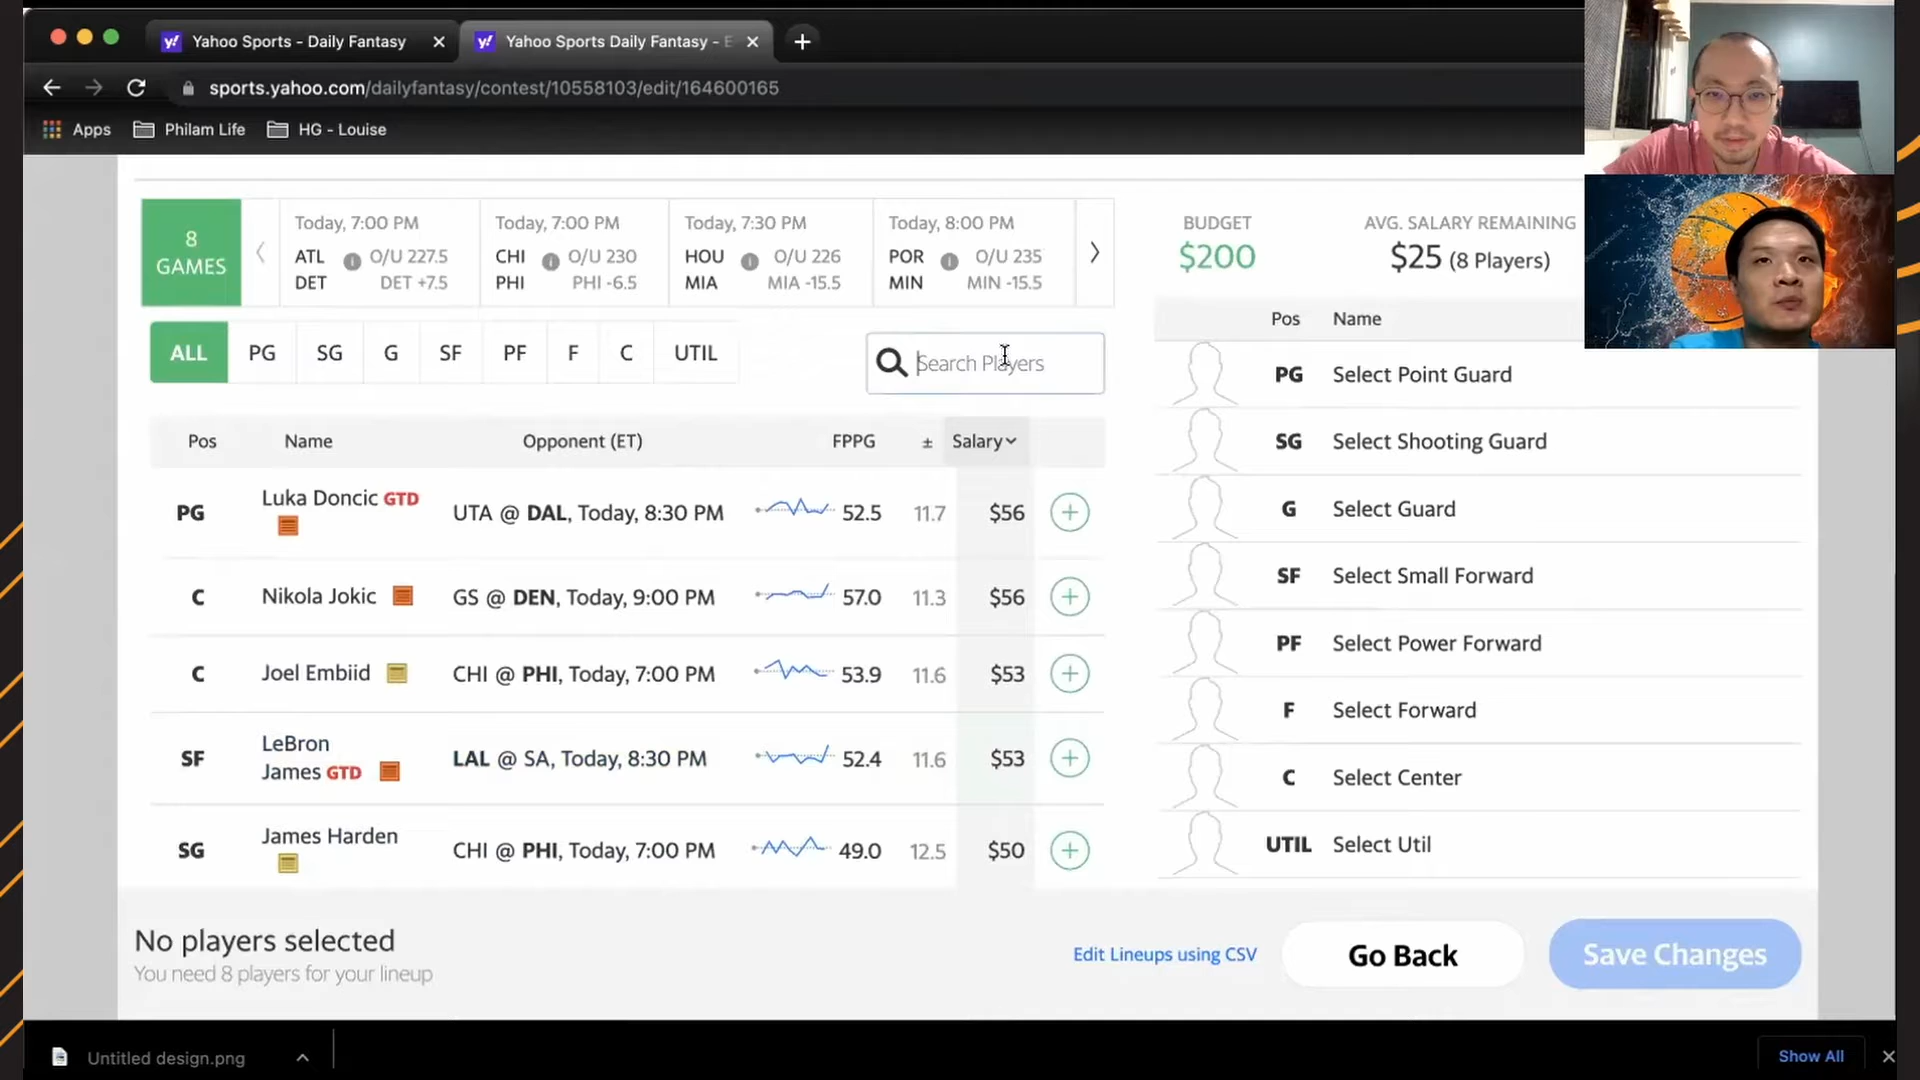 Yahoo Sports - Daily Fantasy
Yahoo Sports Daily Fantasy - E
sports.yahoo.com/dailyfantasy/contest/10558103/edit/164600165
Apps Philam Life HG - Louise
8 GAMES
Today, 7:00 PM
ATL O/U 227.5
DET DET +7.5
Today, 7:00 PM
CHI O/U 230
PHI PHI -6.5
Today, 7:30 PM
HOU O/U 226
MIA MIA -15.5
Today, 8:00 PM
POR O/U 235
MIN MIN -15.5
BUDGET
$200
AVG. SALARY REMAINING
$25 (8 Players)
ALL PG SG G SF PF F C UTIL
Search Players
Pos Name Opponent (ET) FPPG ± Salary
PG Luka Doncic GTD UTA @ DAL, Today, 8:30 PM 52.5 11.7 $56
C Nikola Jokic GS @ DEN, Today, 9:00 PM 57.0 11.3 $56
C Joel Embiid CHI @ PHI, Today, 7:00 PM 53.9 11.6 $53
SF LeBron James GTD LAL @ SA, Today, 8:30 PM 52.4 11.6 $53
SG James Harden CHI @ PHI, Today, 7:00 PM 49.0 12.5 $50
Pos Name
PG Select Point Guard
SG Select Shooting Guard
G Select Guard
SF Select Small Forward
PF Select Power Forward
F Select Forward
C Select Center
UTIL Select Util
No players selected
You need 8 players for your lineup
Edit Lineups using CSV
Go Back
Save Changes
Untitled design.png
Show All